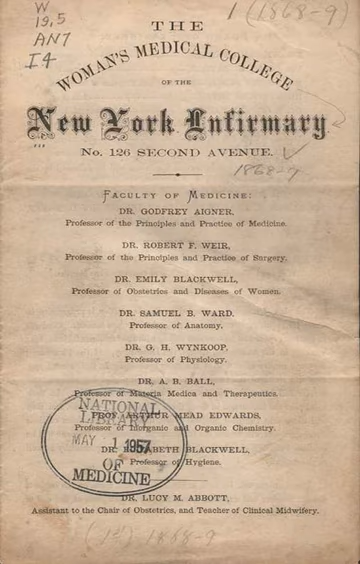 W
19,5
AN7
I4
1 (1868-9)
THE
WOMAN'S MEDICAL COLLEGE
OF THE
New York Infirmary
No. 126 SECOND AVENUE.
1868-9
FACULTY OF MEDICINE:
DR. GODFREY AIGNER,
Professor of the Principles and Practice of Medicine.
DR. ROBERT F. WEIR,
Professor of the Principles and Practice of Surgery.
DR. EMILY BLACKWELL,
Professor of Obstetrics and Diseases of Women.
DR. SAMUEL B. WARD.
Professor of Anatomy.
DR. G. H. WYNKOOP,
Professor of Physiology.
DR. A. B. BALL,
Professor of Materia Medica and Therapeutics.
PROF. ARTHUR MEAD EDWARDS,
Professor of Inorganic and Organic Chemistry.
DR. ELIZABETH BLACKWELL,
Professor of Hygiene.
NATIONAL
LIBRARY
MAY 1 1957
OF
MEDICINE
DR. LUCY M. ABBOTT,
Assistant to the Chair of Obstetrics, and Teacher of Clinical Midwifery.
(1st) 1868-9